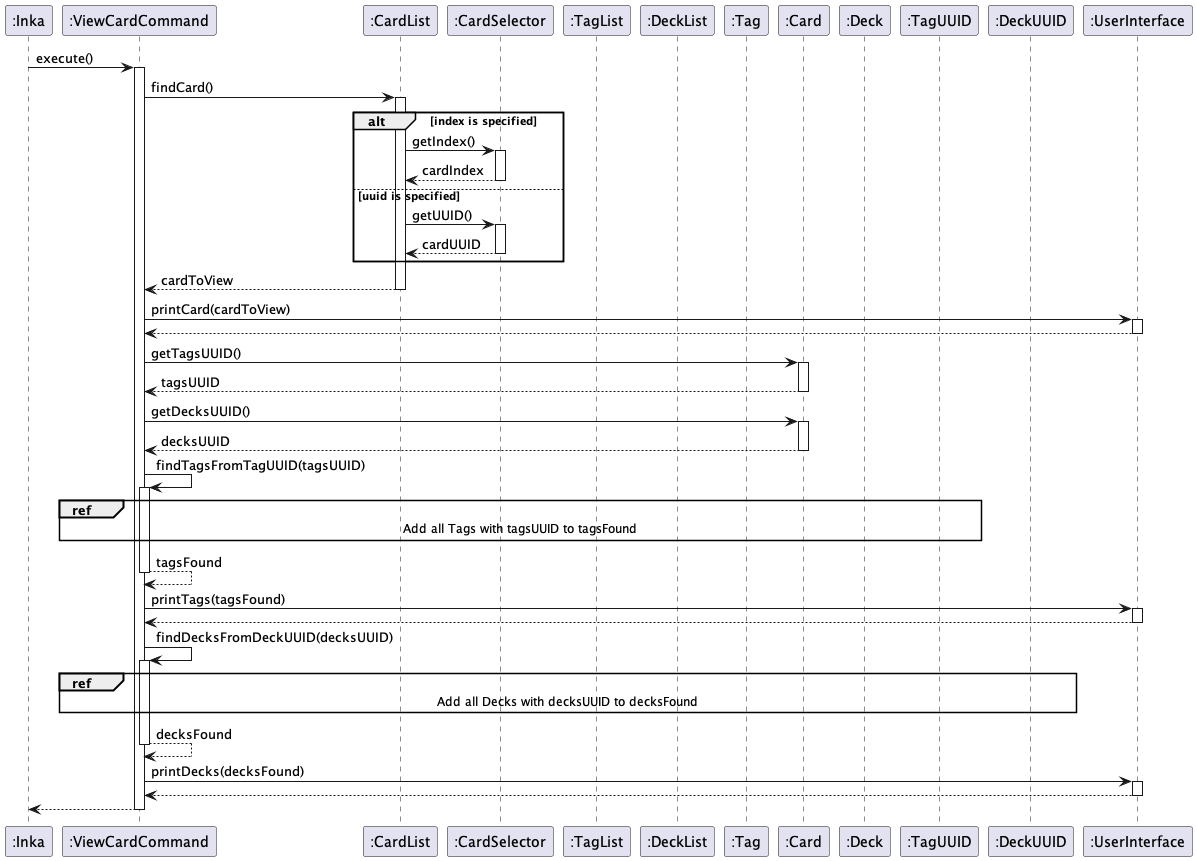 :Inka :ViewCardCommand :CardList :CardSelector :TagList :DeckList :Tag :Card :Deck :TagUUID :DeckUUID :UserInterface
execute()
findCard()
alt [index is specified]
getIndex()
cardIndex
[uuid is specified]
getUUID()
cardUUID
cardToView
printCard(cardToView)
getTagsUUID()
tagsUUID
getDecksUUID()
decksUUID
findTagsFromTagUUID(tagsUUID)
ref
Add all Tags with tagsUUID to tagsFound
tagsFound
printTags(tagsFound)
findDecksFromDeckUUID(decksUUID)
ref
Add all Decks with decksUUID to decksFound
decksFound
printDecks(decksFound)
:Inka :ViewCardCommand :CardList :CardSelector :TagList :DeckList :Tag :Card :Deck :TagUUID :DeckUUID :UserInterface